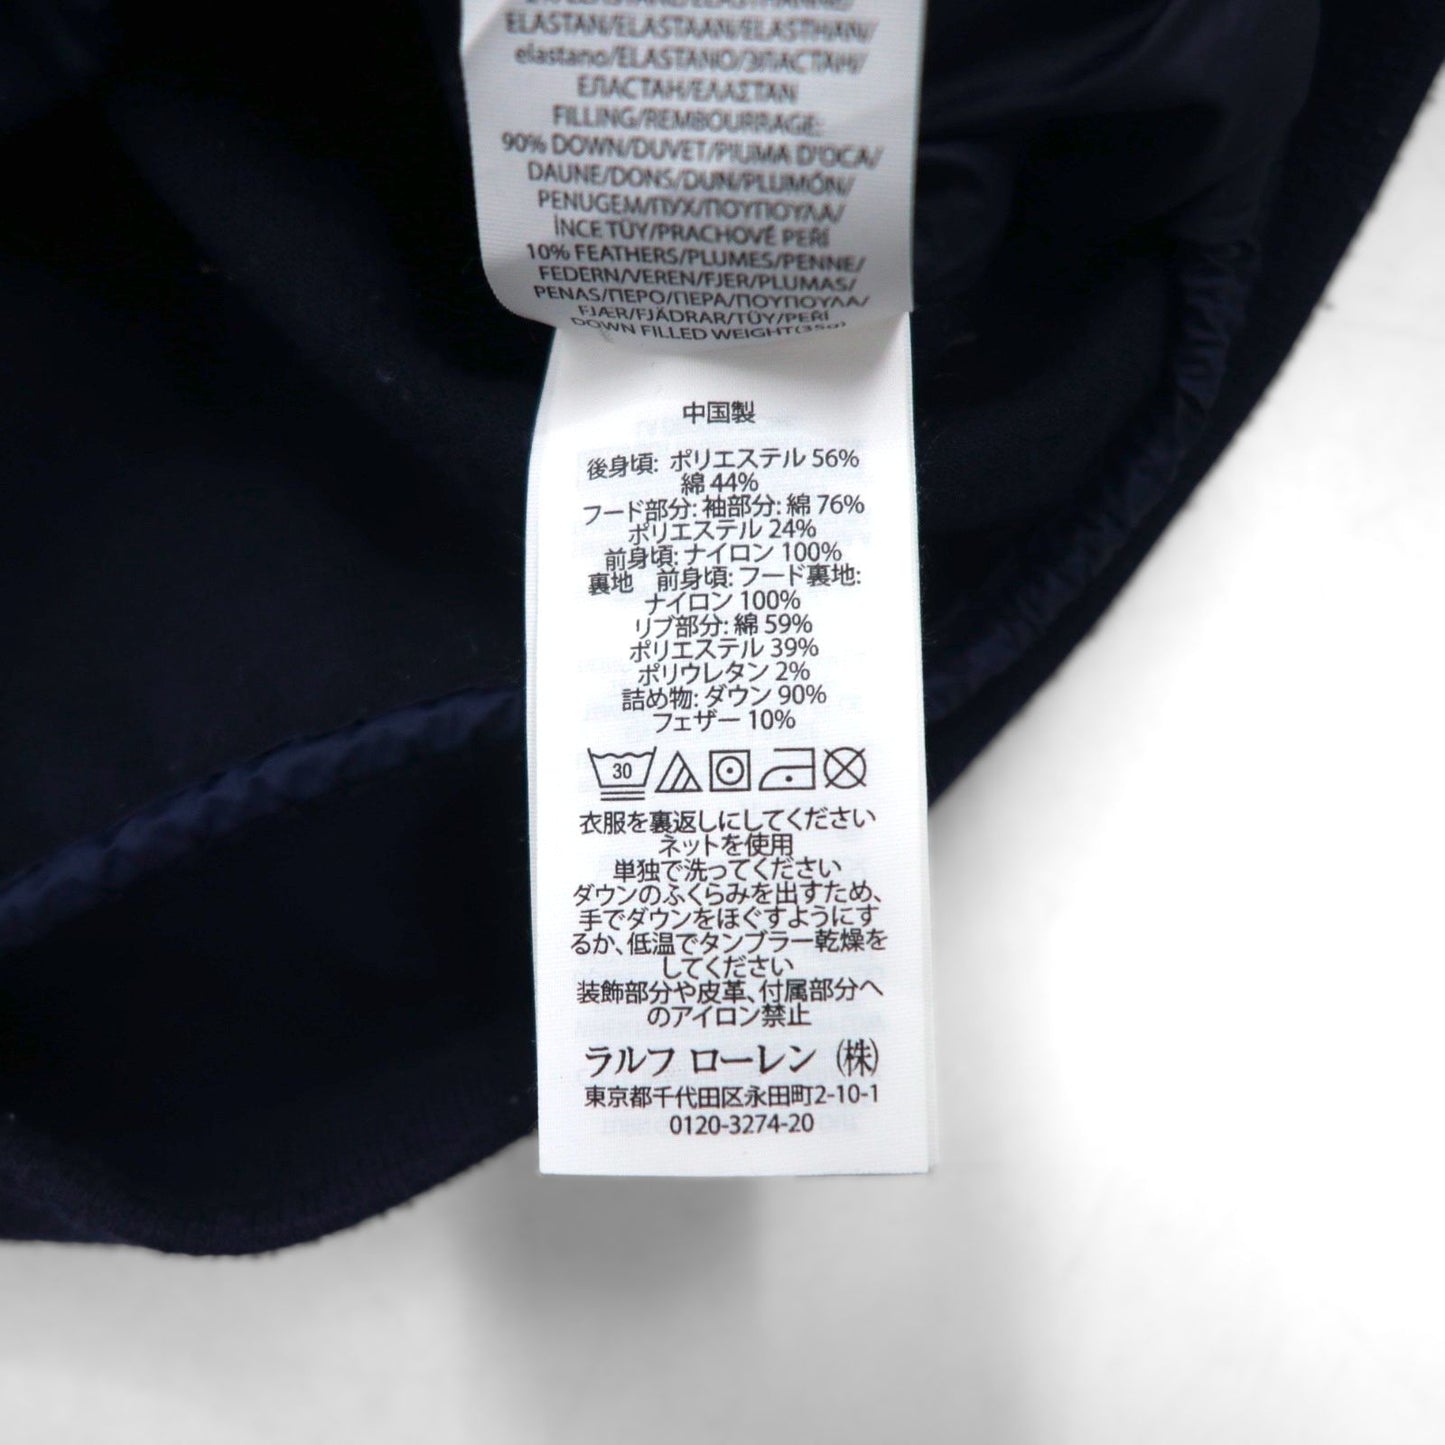 ELASTAN/ELASTAAN/ELASTHAN/
elastano/ELASTANO/ЭЛАСТАН/
ЕЛАСТАН/ΕΛΑΣΤΑΝ
FILLING/REMBOURRAGE:
90% DOWN/DUVET/PIUMA D'OCA/
DAUNE/DONS/DUN/PLUMÓN/
PENUGEM/ПУХ/ΠΟΥΠΟΥΛΑ/
İNCE TÜY/PRACHOVÉ PEŘÍ
10% FEATHERS/PLUMES/PENNE/
FEDERN/VEREN/FJER/PLUMAS/
PENAS/ПЕРО/ПЕРА/ΠΟΥΠΟΥΛΑ/
FJÆR/FJÄDRAR/TÜY/PEŘÍ
DOWN FILLED WEIGHT(35g)
中国製
後身頃: ポリエステル 56%
綿 44%
フード部分: 袖部分: 綿 76%
ポリエステル 24%
前身頃: ナイロン 100%
裏地 前身頃: フード裏地:
ナイロン 100%
リブ部分: 綿 59%
ポリエステル 39%
ポリウレタン 2%
詰め物: ダウン 90%
フェザー 10%
30
衣服を裏返しにしてください
ネットを使用
単独で洗ってください
ダウンのふくらみを出すため、
手でダウンをほぐすようにす
るか、低温でタンブラー乾燥を
してください
装飾部分や皮革、付属部分へ
のアイロン禁止
ラルフ ローレン (株)
東京都千代田区永田町2-10-1
0120-3274-20